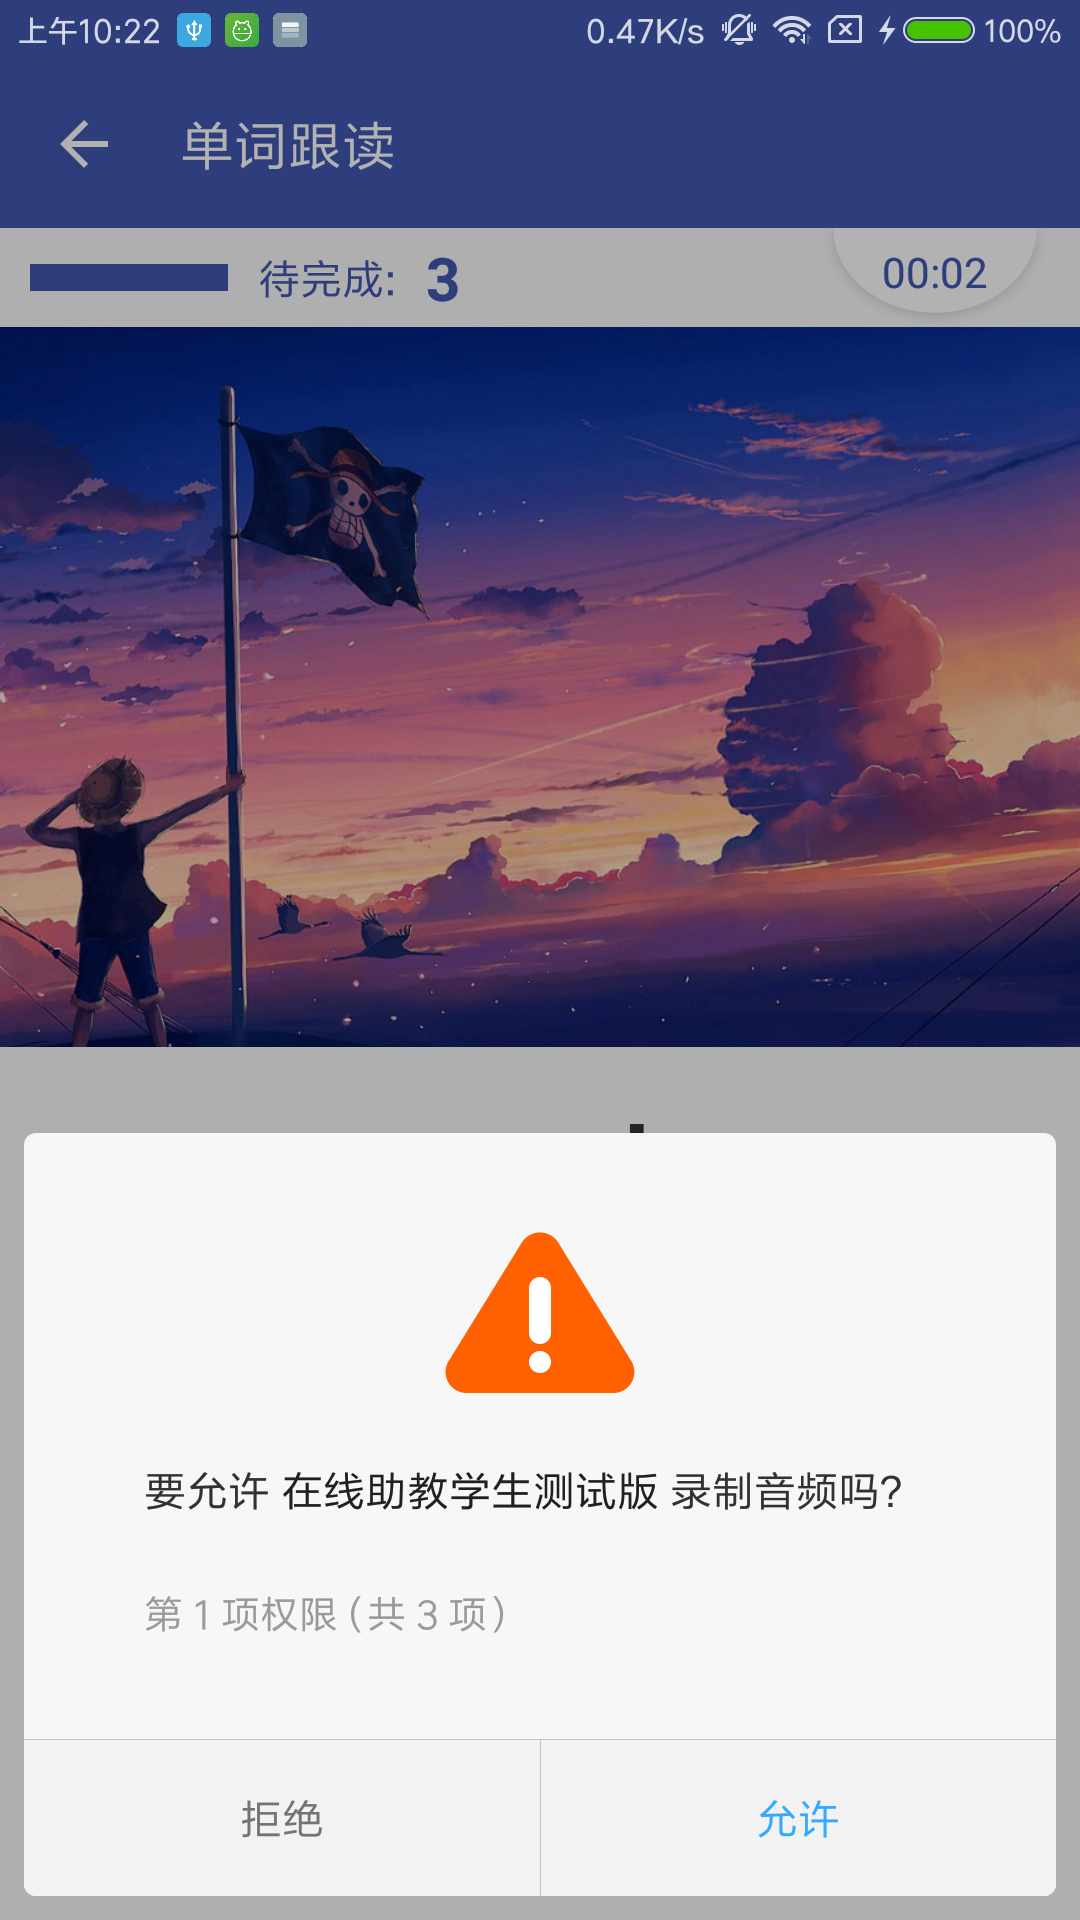 上午10:22
0.47K/s
100%
单词跟读
待完成: 3
00:02
要允许 在线助教学生测试版 录制音频吗?
第 1 项权限 (共 3 项)
拒绝
允许